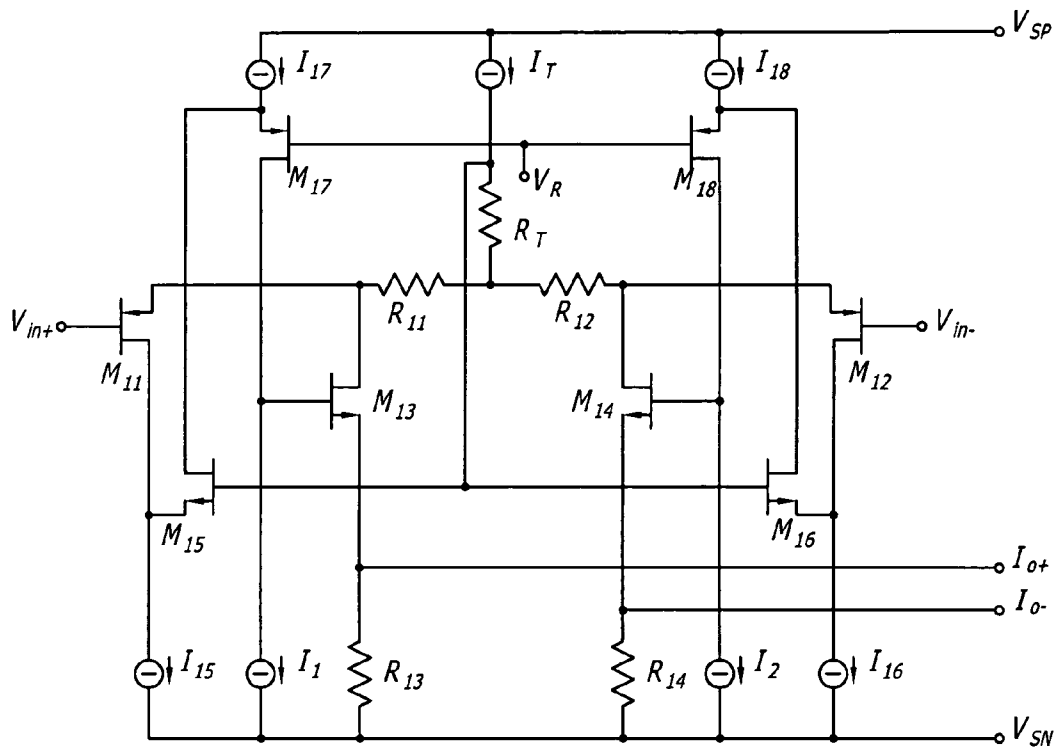 V_SP
I_17
I_T
I_18
M_17
V_R
M_18
R_T
R_11
R_12
V_in+
V_in-
M_11
M_12
M_13
M_14
M_15
M_16
I_o+
I_o-
I_15
I_1
R_13
R_14
I_2
I_16
V_SN